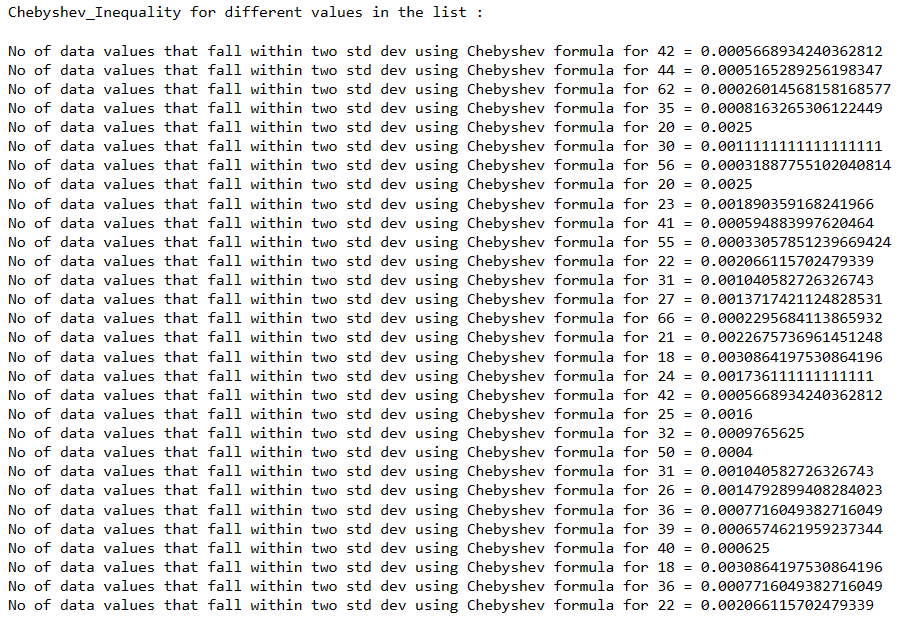 Chebyshev_Inequality for different values in the list :
No of data values that fall within two std dev using Chebyshev formula for 42 = 0.0005668934240362812
No of data values that fall within two std dev using Chebyshev formula for 44 = 0.0005165289256198347
No of data values that fall within two std dev using Chebyshev formula for 62 = 0.00026014568158168577
No of data values that fall within two std dev using Chebyshev formula for 35 = 0.0008163265306122449
No of data values that fall within two std dev using Chebyshev formula for 20 = 0.0025
No of data values that fall within two std dev using Chebyshev formula for 30 = 0.0011111111111111111
No of data values that fall within two std dev using Chebyshev formula for 56 = 0.00031887755102040814
No of data values that fall within two std dev using Chebyshev formula for 20 = 0.0025
No of data values that fall within two std dev using Chebyshev formula for 23 = 0.001890359168241966
No of data values that fall within two std dev using Chebyshev formula for 41 = 0.000594883997620464
No of data values that fall within two std dev using Chebyshev formula for 55 = 0.00033057851239669424
No of data values that fall within two std dev using Chebyshev formula for 22 = 0.002066115702479339
No of data values that fall within two std dev using Chebyshev formula for 31 = 0.001040582726326743
No of data values that fall within two std dev using Chebyshev formula for 27 = 0.0013717421124828531
No of data values that fall within two std dev using Chebyshev formula for 66 = 0.0002295684113865932
No of data values that fall within two std dev using Chebyshev formula for 21 = 0.0022675736961451248
No of data values that fall within two std dev using Chebyshev formula for 18 = 0.0030864197530864196
No of data values that fall within two std dev using Chebyshev formula for 24 = 0.001736111111111111
No of data values that fall within two std dev using Chebyshev formula for 42 = 0.0005668934240362812
No of data values that fall within two std dev using Chebyshev formula for 25 = 0.0016
No of data values that fall within two std dev using Chebyshev formula for 32 = 0.0009765625
No of data values that fall within two std dev using Chebyshev formula for 50 = 0.0004
No of data values that fall within two std dev using Chebyshev formula for 31 = 0.001040582726326743
No of data values that fall within two std dev using Chebyshev formula for 26 = 0.0014792899408284023
No of data values that fall within two std dev using Chebyshev formula for 36 = 0.0007716049382716049
No of data values that fall within two std dev using Chebyshev formula for 39 = 0.0006574621959237344
No of data values that fall within two std dev using Chebyshev formula for 40 = 0.000625
No of data values that fall within two std dev using Chebyshev formula for 18 = 0.0030864197530864196
No of data values that fall within two std dev using Chebyshev formula for 36 = 0.0007716049382716049
No of data values that fall within two std dev using Chebyshev formula for 22 = 0.002066115702479339